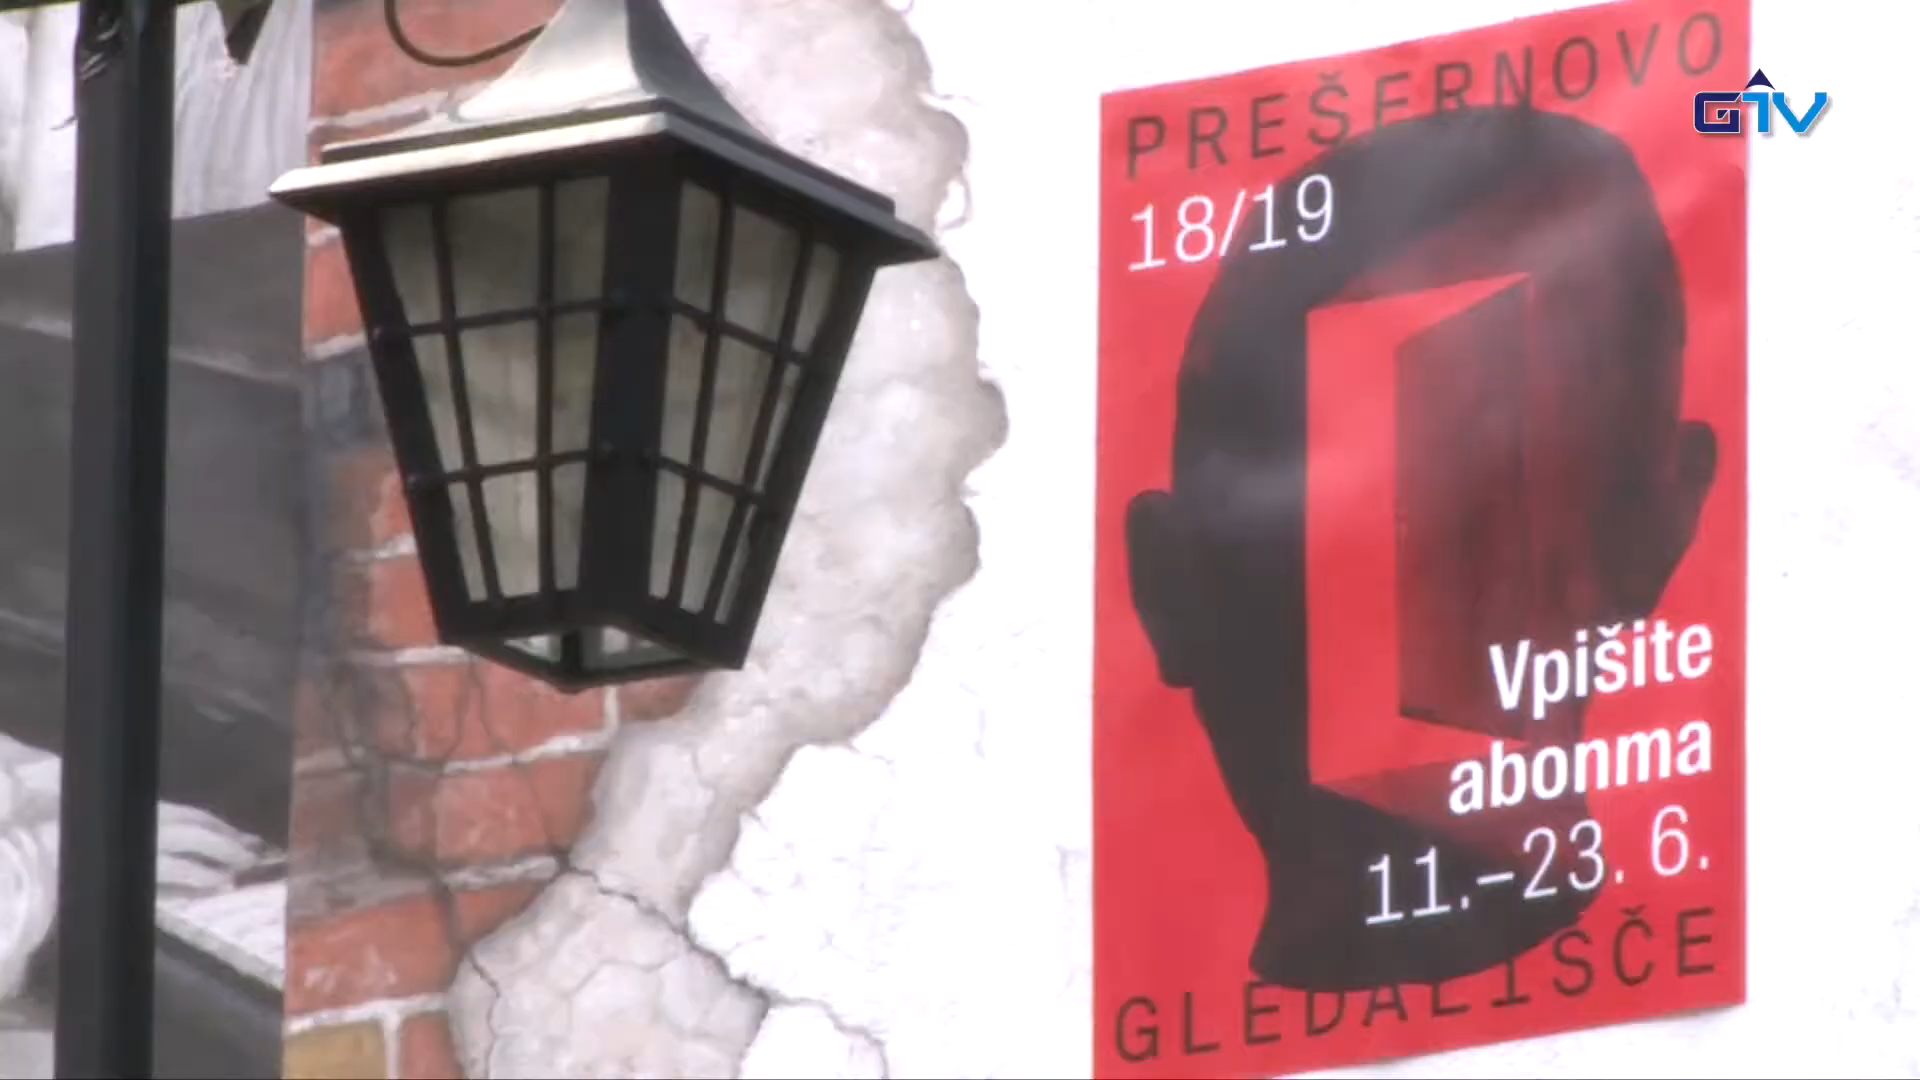 GTV
PREŠERNOVO
18/19
Vpišite
abonma
11.–23. 6.
GLEDALIŠČE